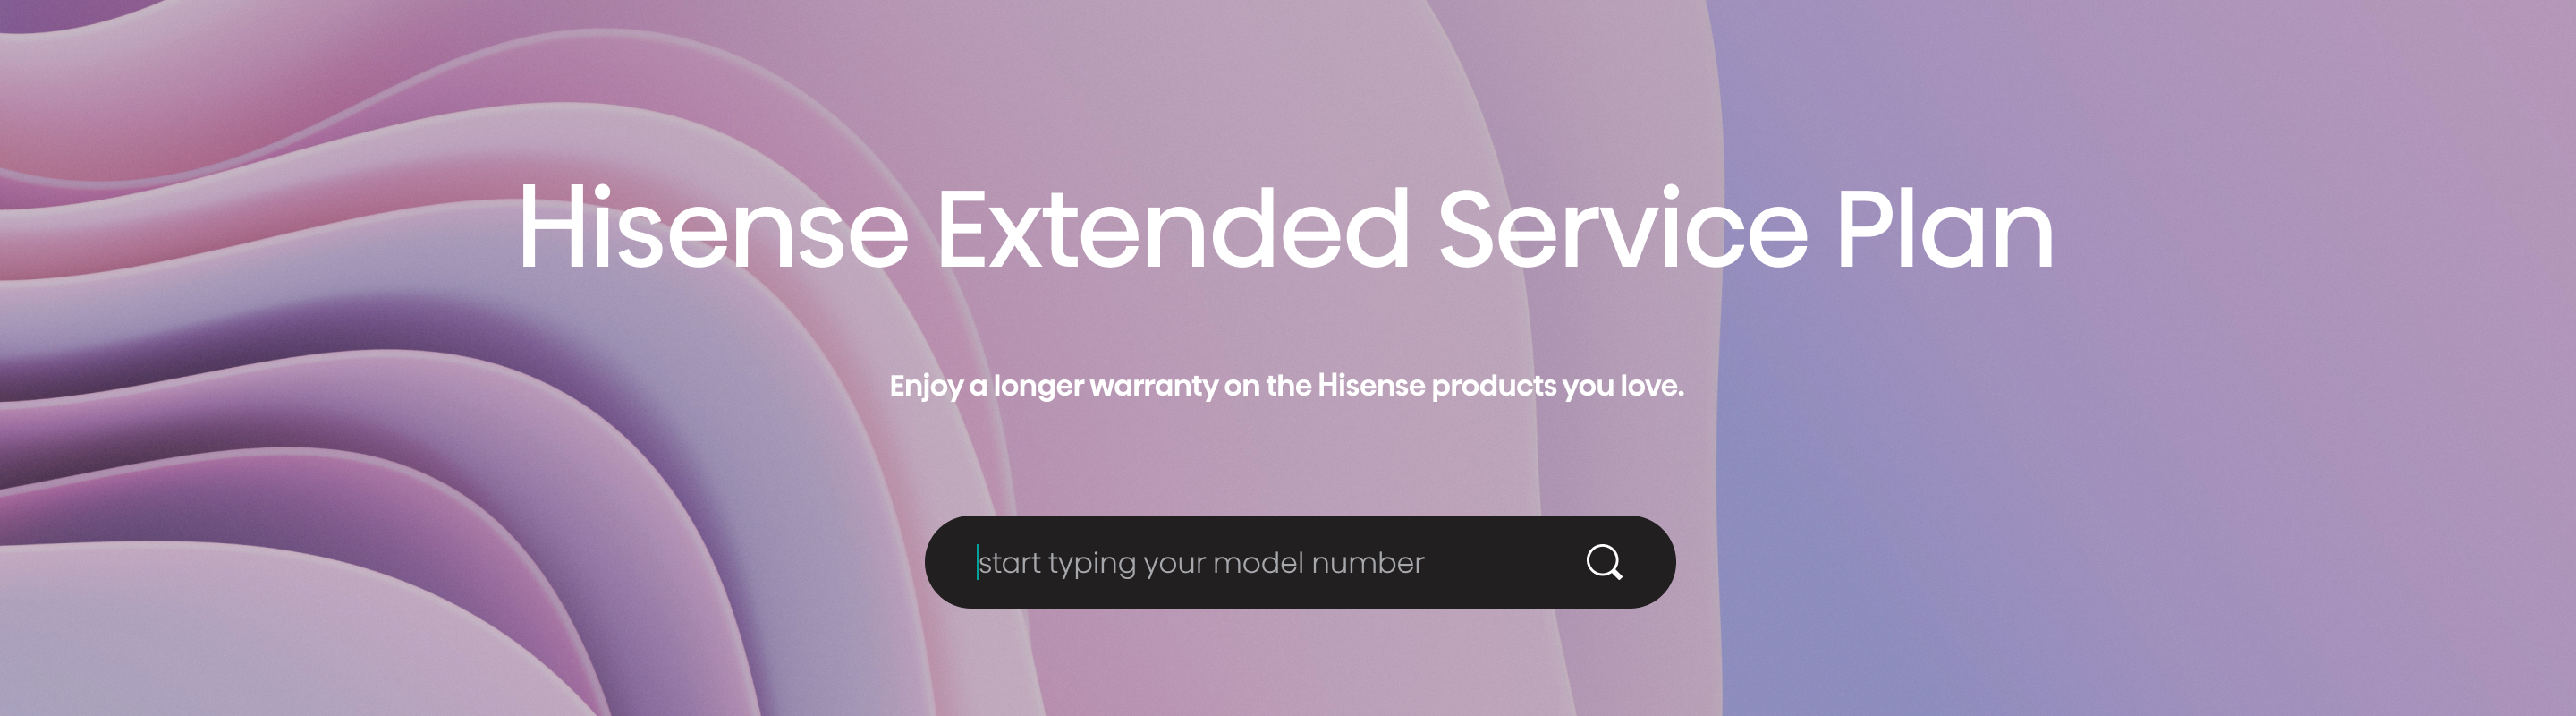 Hisense Extended Service Plan
Enjoy a longer warranty on the Hisense products you love.
start typing your model number